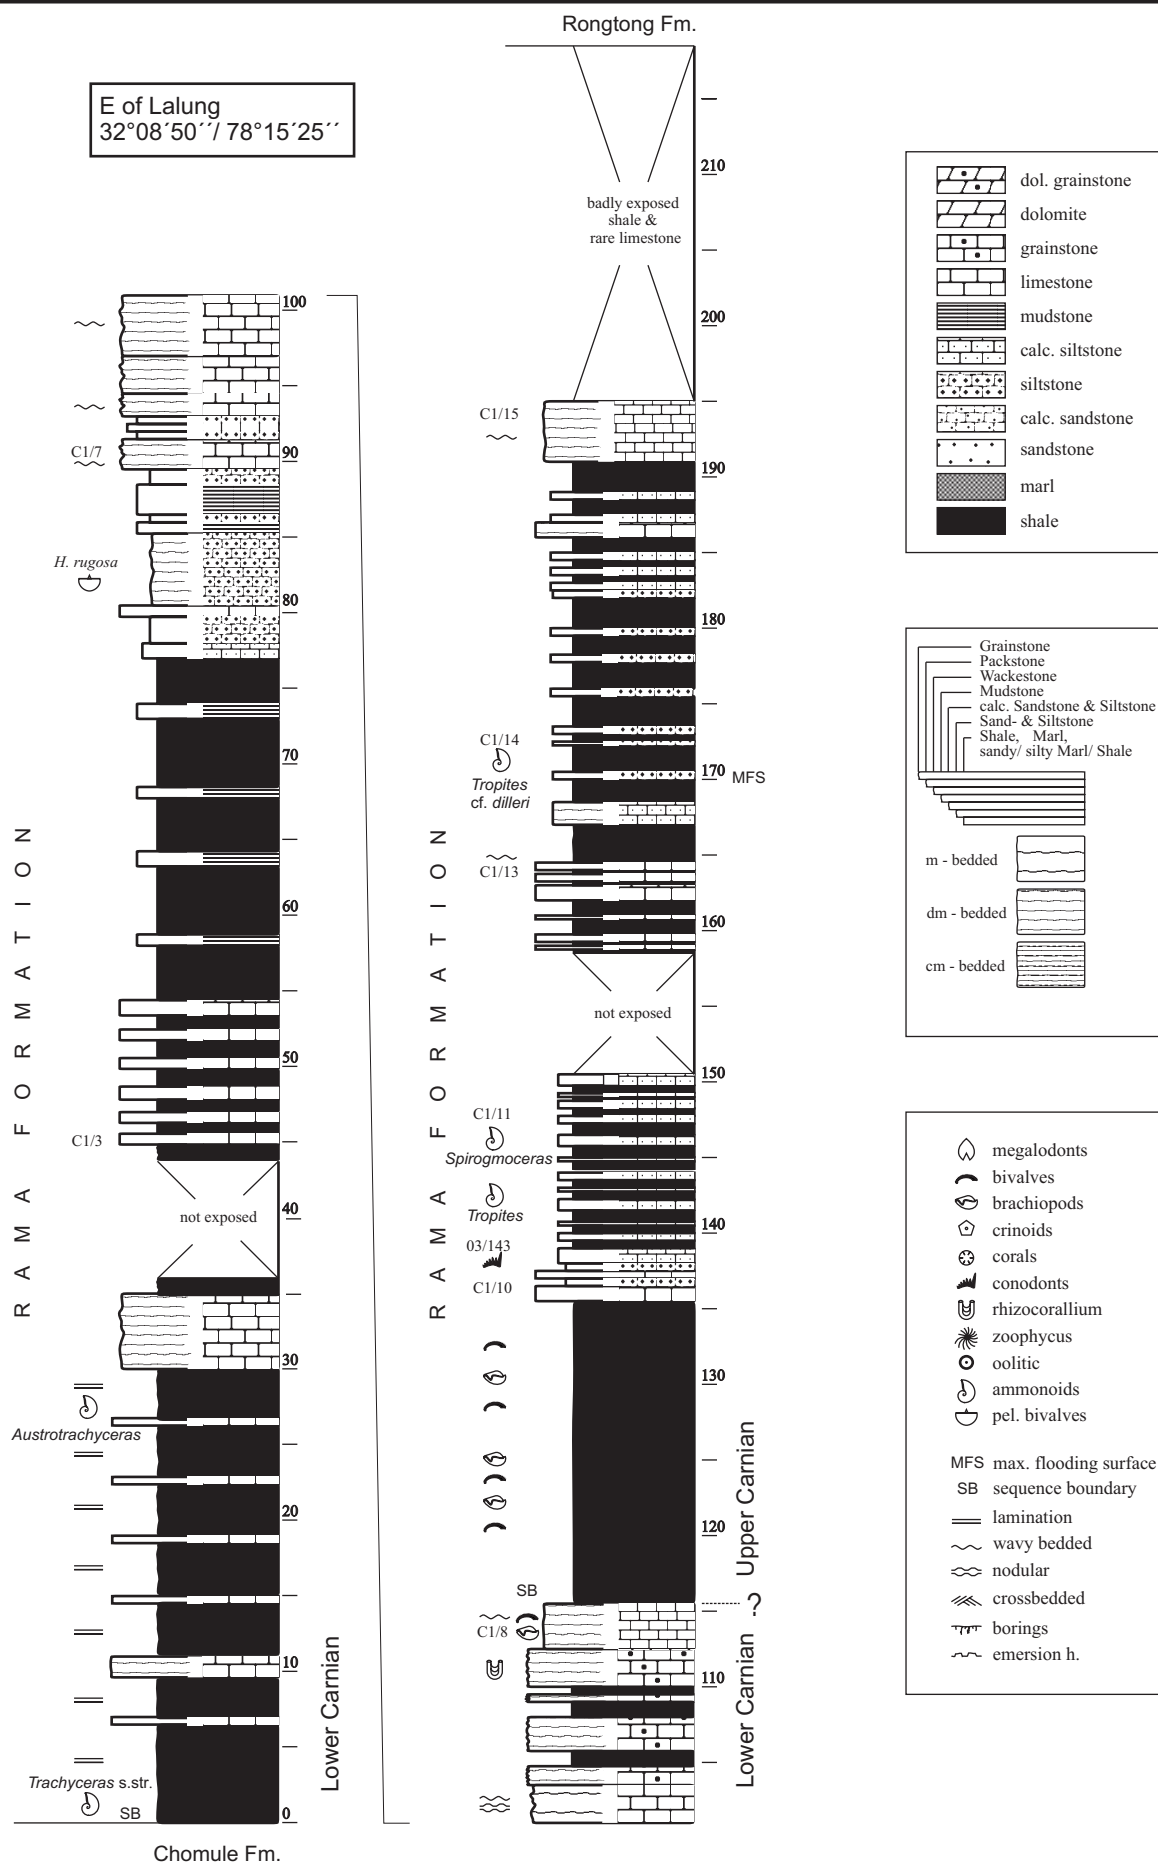 Rongtong Fm.
E of Lalung
32°08´50´´/ 78°15´25´´
RAMA FORMATION
100
90
80
70
60
50
40
30
20
10
0
C1/7
H. rugosa
C1/3
not exposed
Austrotrachyceras
Trachyceras s.str.
SB
Chomule Fm.
Lower Carnian
RAMA FORMATION
210
badly exposed
shale &
rare limestone
200
C1/15
190
180
C1/14
Tropites
cf. dilleri
170 MFS
C1/13
160
not exposed
150
C1/11
Spirogmoceras
Tropites
140
03/143
C1/10
130
120
SB
C1/8
110
Upper Carnian
?
Lower Carnian
dol. grainstone
dolomite
grainstone
limestone
mudstone
calc. siltstone
siltstone
calc. sandstone
sandstone
marl
shale
Grainstone
Packstone
Wackestone
Mudstone
calc. Sandstone & Siltstone
Sand- & Siltstone
Shale, Marl,
sandy/ silty Marl/ Shale
m - bedded
dm - bedded
cm - bedded
megalodonts
bivalves
brachiopods
crinoids
corals
conodonts
rhizocorallium
zoophycus
oolitic
ammonoids
pel. bivalves
MFS max. flooding surface
SB sequence boundary
lamination
wavy bedded
nodular
crossbedded
borings
emersion h.